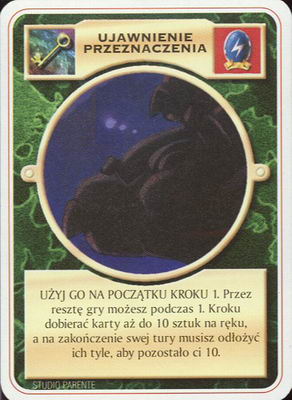 UJAWNIENIE
PRZEZNACZENIA
UŻYJ GO NA POCZĄTKU KROKU 1. Przez
resztę gry możesz podczas 1. Kroku
dobierać karty aż do 10 sztuk na ręku,
a na zakończenie swej tury musisz odłożyć
ich tyle, aby pozostało ci 10.
STUDIO PARENTE